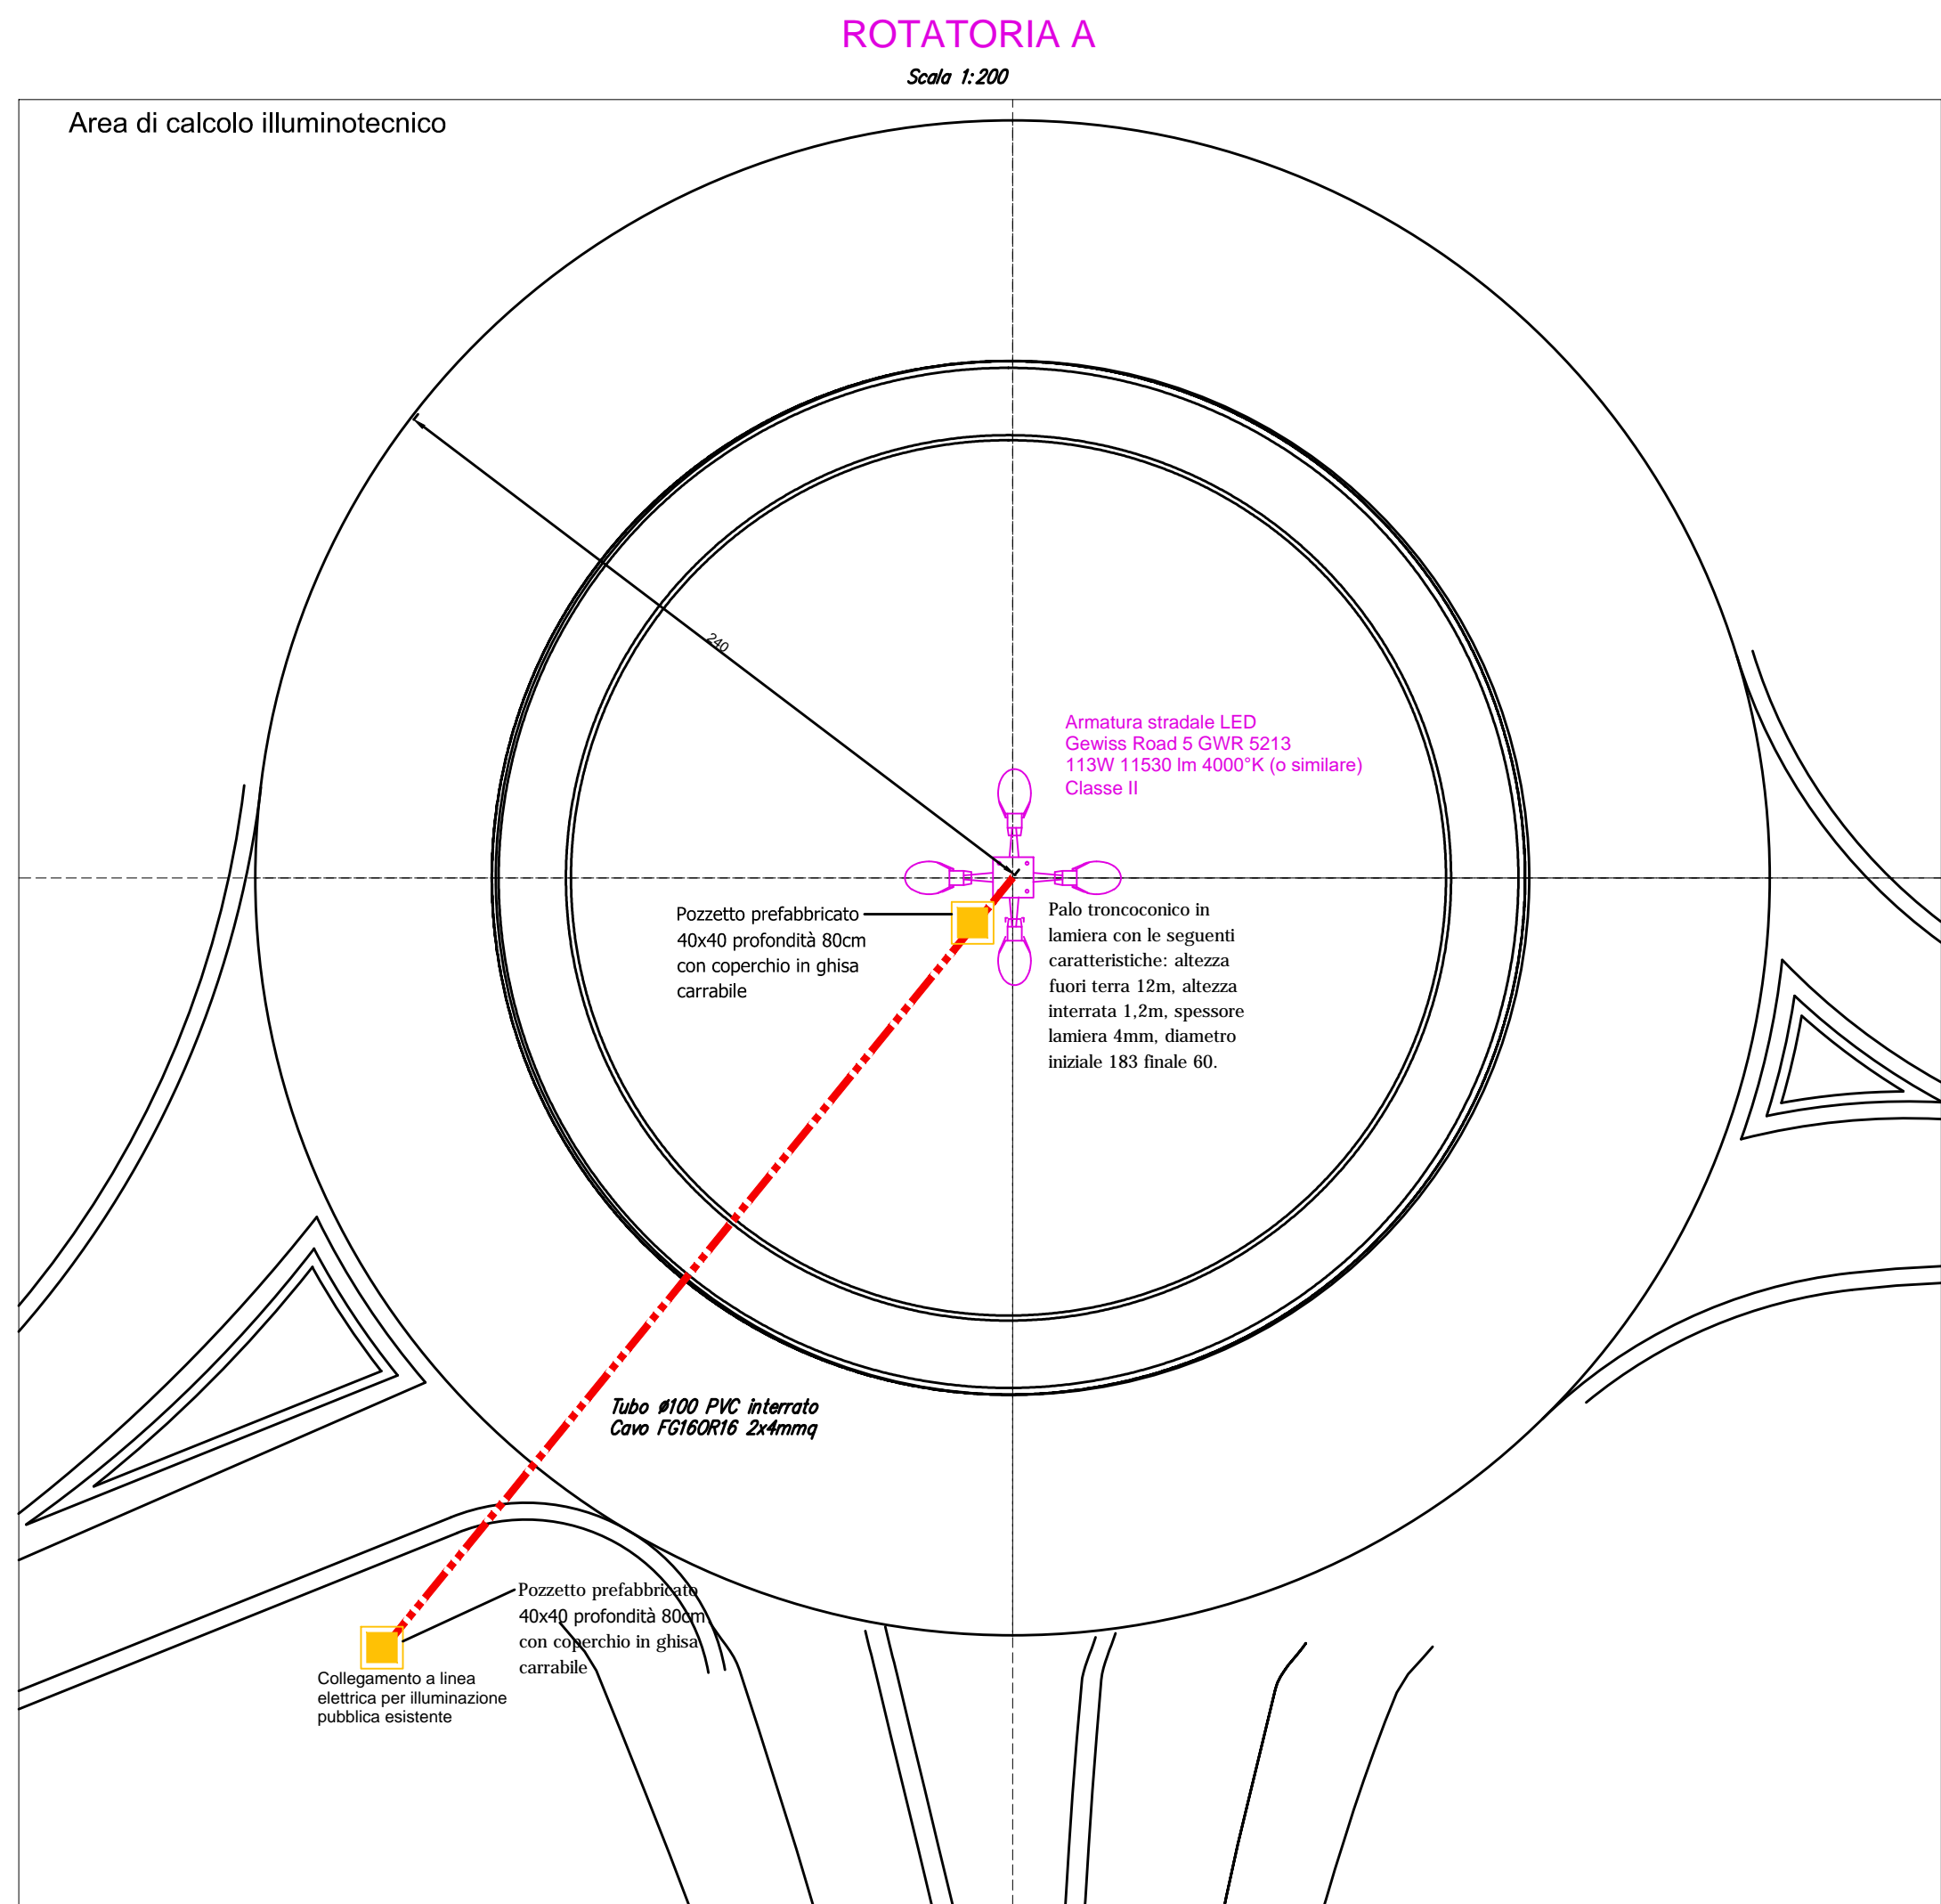 ROTATORIA A
Scala 1:200
Area di calcolo illuminotecnico
240
Armatura stradale LED
Gewiss Road 5 GWR 5213
113W 11530 lm 4000°K (o similare)
Classe II
Pozzetto prefabbricato
40x40 profondità 80cm
con coperchio in ghisa
carrabile
Palo troncoconico in
lamiera con le seguenti
caratteristiche: altezza
fuori terra 12m, altezza
interrata 1,2m, spessore
lamiera 4mm, diametro
iniziale 183 finale 60.
Tubo ø100 PVC interrato
Cavo FG16OR16 2x4mmq
Pozzetto prefabbricato
40x40 profondità 80cm
con coperchio in ghisa
carrabile
Collegamento a linea
elettrica per illuminazione
pubblica esistente